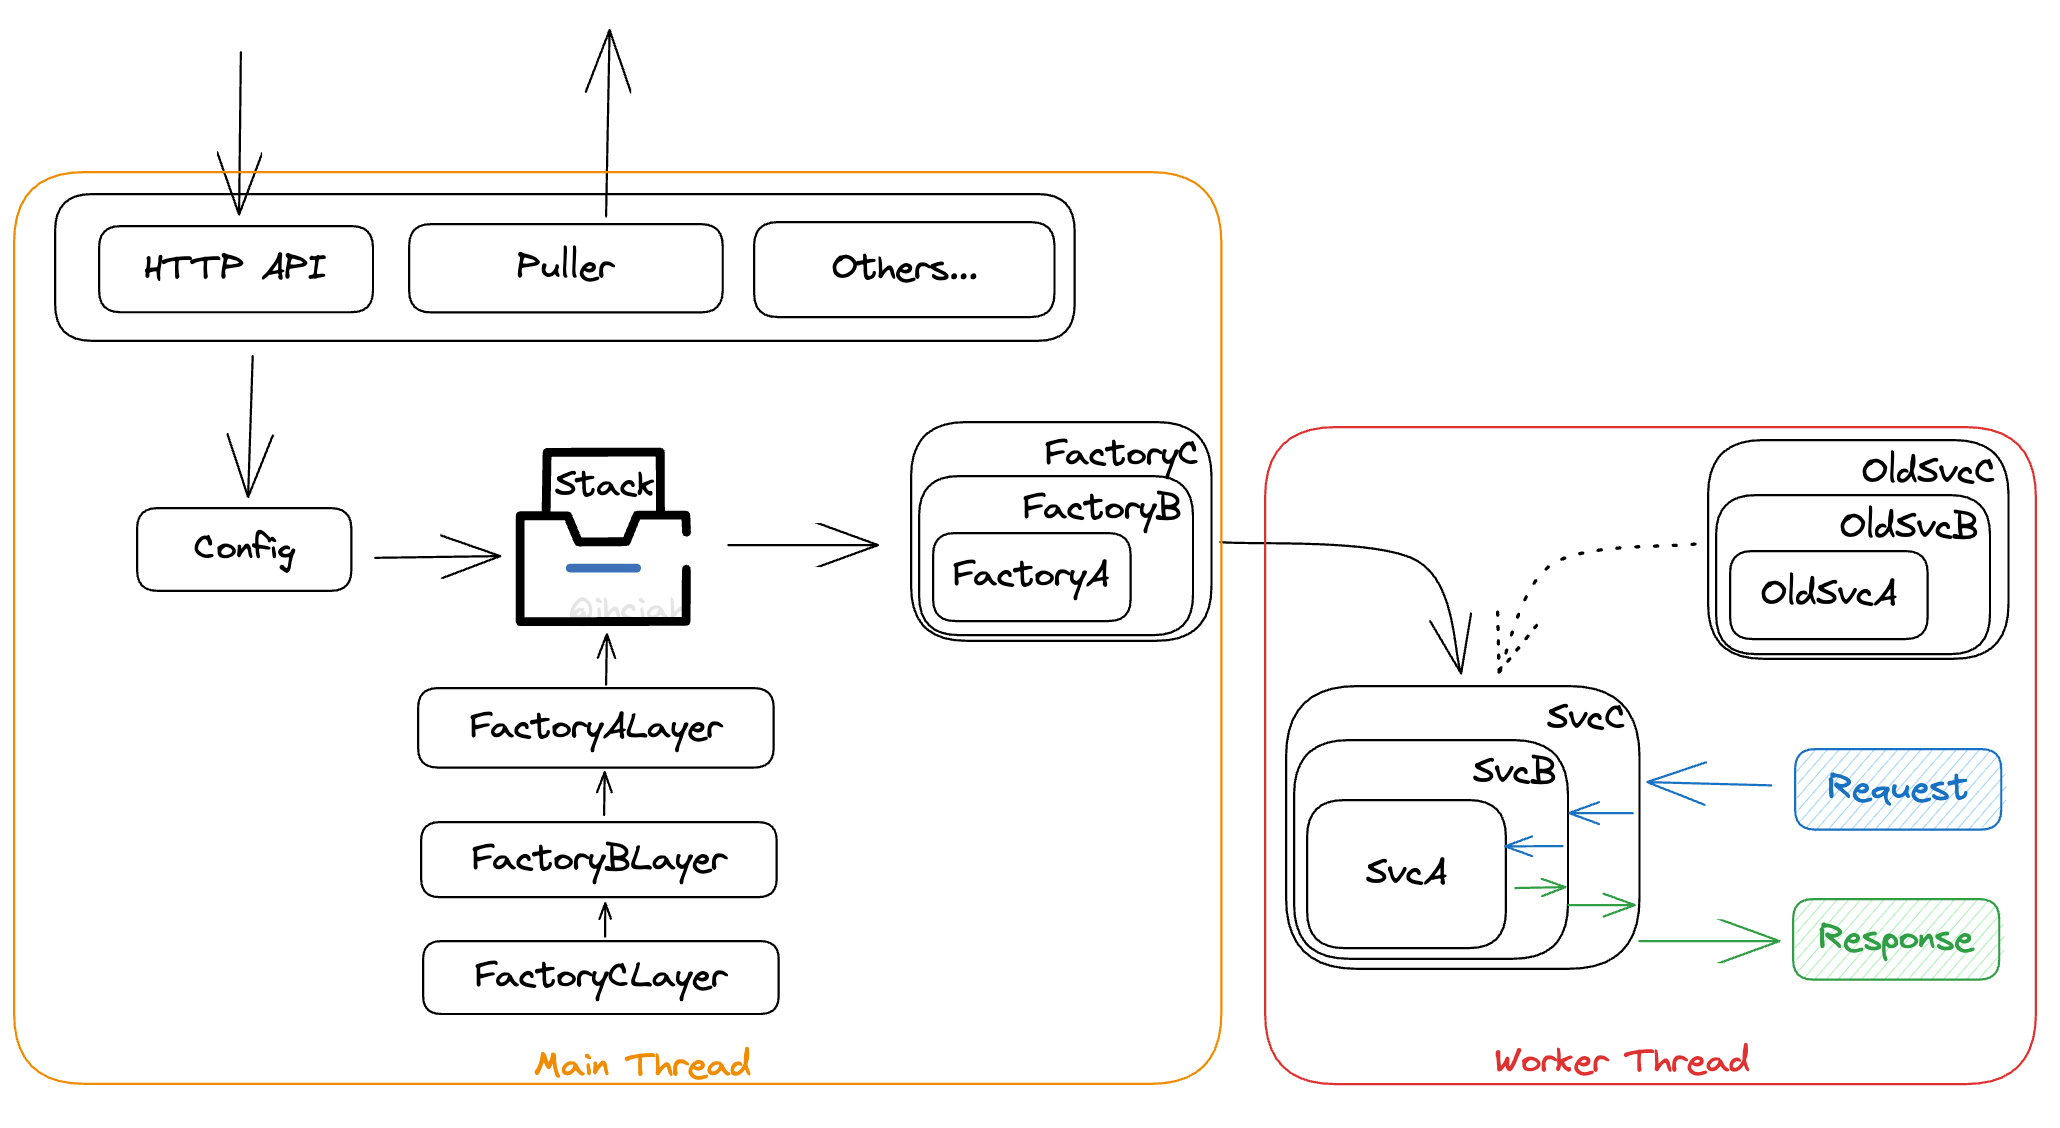 HTTP API
Puller
Others...
Config
Stack
FactoryC
FactoryB
FactoryA
FactoryALayer
FactoryBLayer
FactoryCLayer
Main Thread
OldSvcC
OldSvcB
OldSvcA
SvcC
SvcB
SvcA
Request
Response
Worker Thread